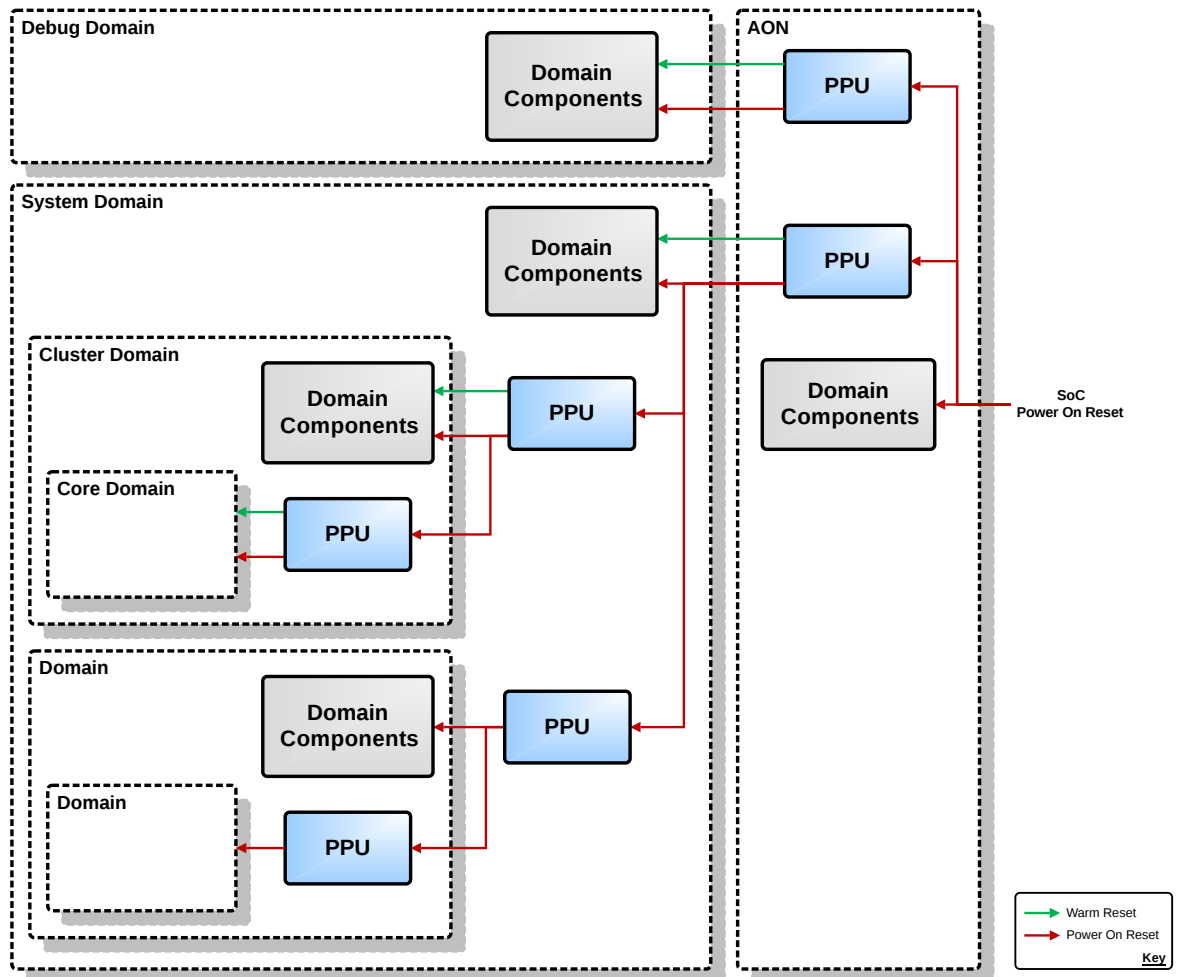 Debug Domain
Domain
Components
AON
PPU
System Domain
Domain
Components
PPU
Cluster Domain
Domain
Components
PPU
Domain
Components
SoC
Power On Reset
Core Domain
PPU
Domain
Domain
Components
PPU
Domain
PPU
Warm Reset
Power On Reset
Key